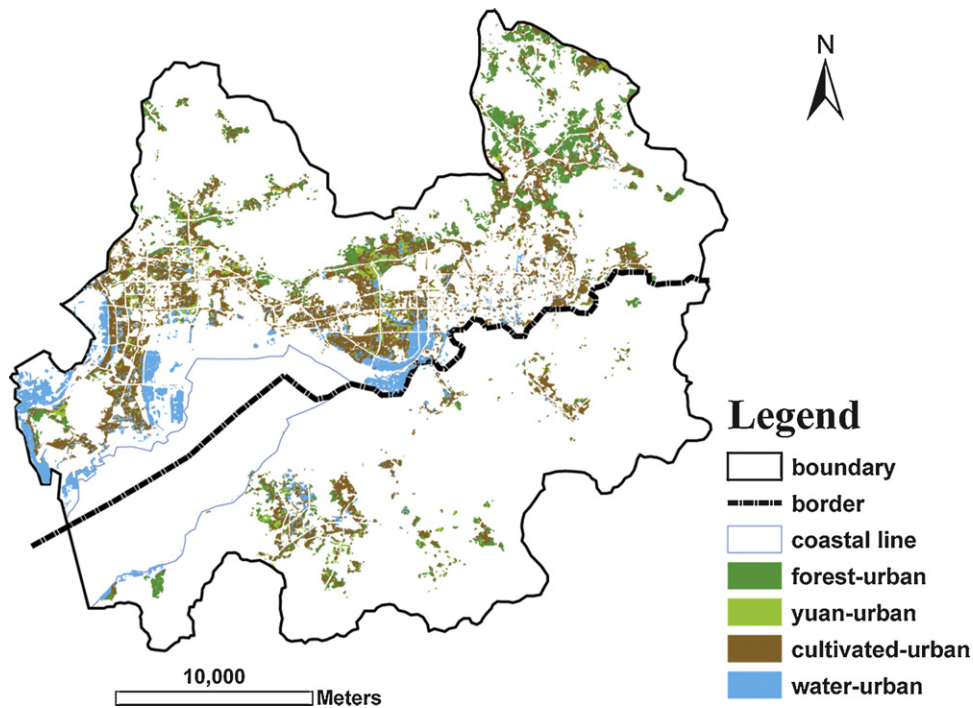 N
Legend
boundary
border
coastal line
forest-urban
yuan-urban
cultivated-urban
water-urban
10,000
Meters